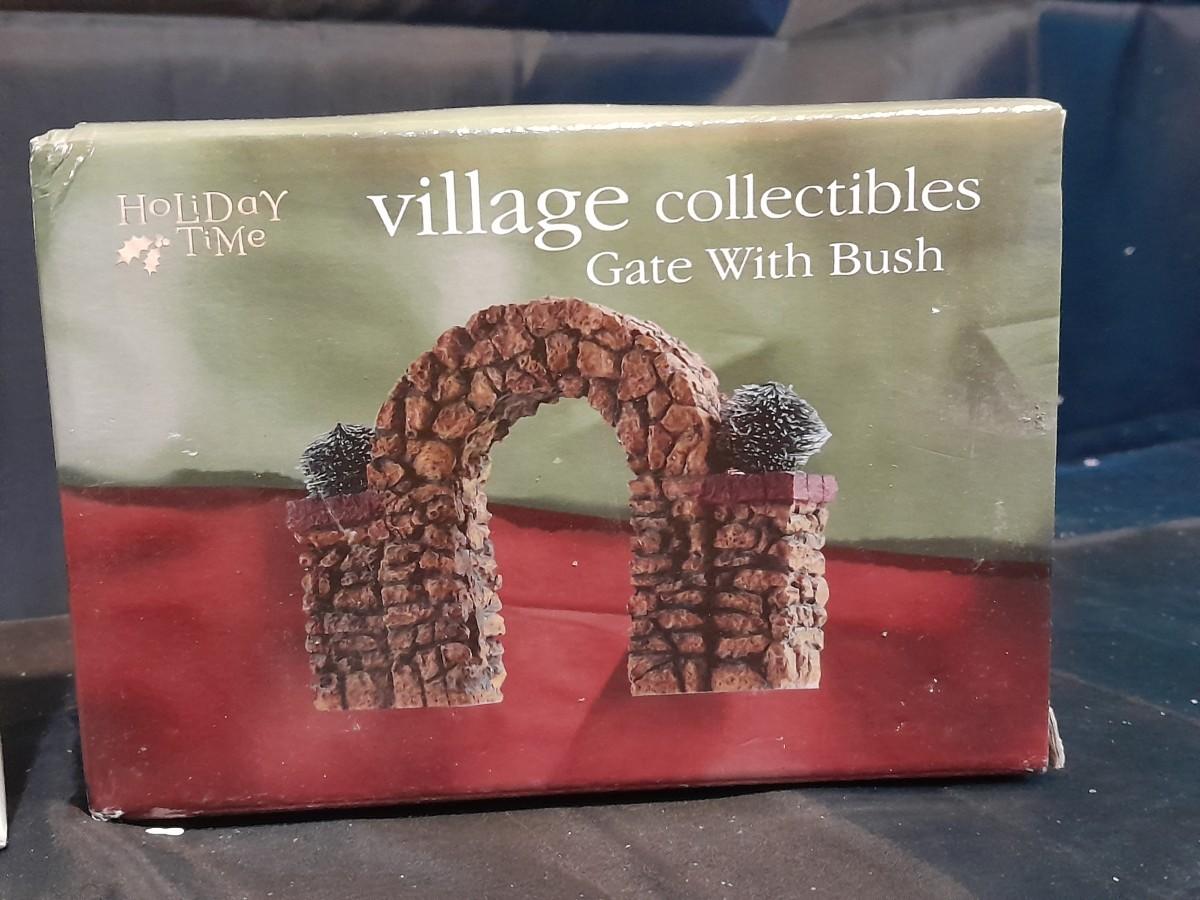 HOLiDaY
TiMe
village collectibles
Gate With Bush